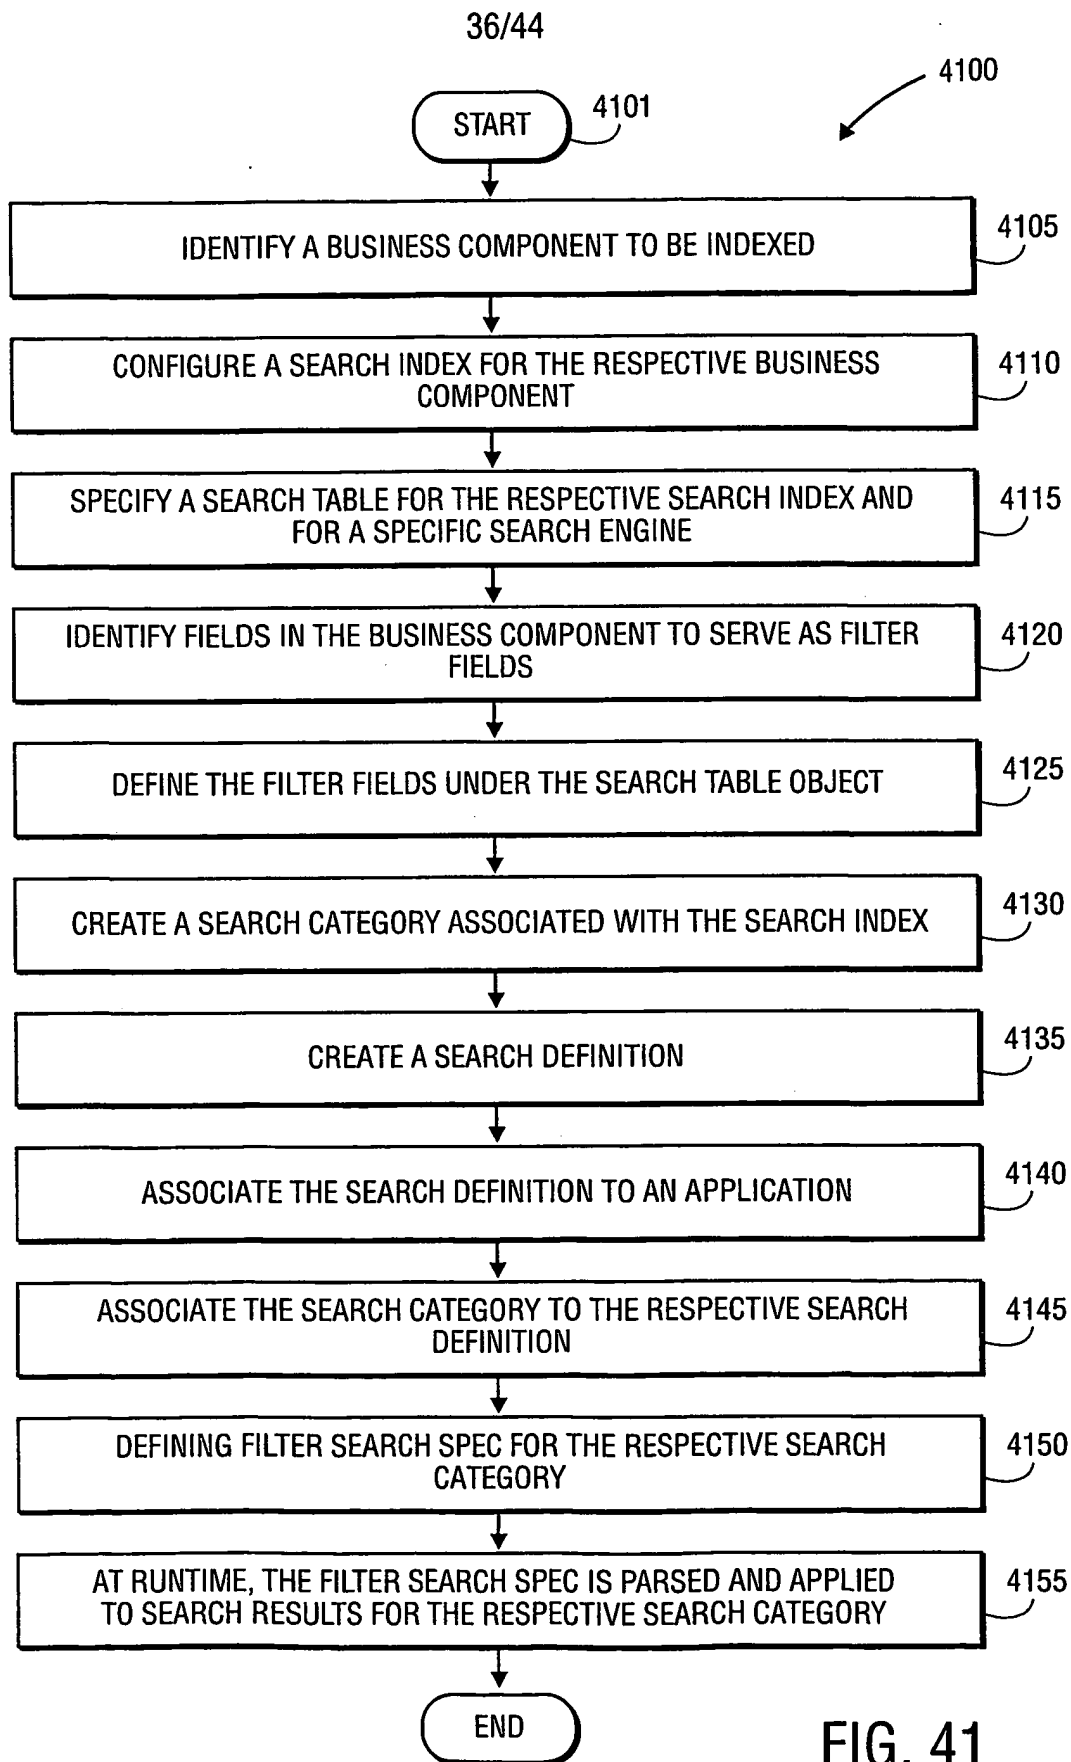 36/44
4100
START
4101
IDENTIFY A BUSINESS COMPONENT TO BE INDEXED
4105
CONFIGURE A SEARCH INDEX FOR THE RESPECTIVE BUSINESS
COMPONENT
4110
SPECIFY A SEARCH TABLE FOR THE RESPECTIVE SEARCH INDEX AND
FOR A SPECIFIC SEARCH ENGINE
4115
IDENTIFY FIELDS IN THE BUSINESS COMPONENT TO SERVE AS FILTER
FIELDS
4120
DEFINE THE FILTER FIELDS UNDER THE SEARCH TABLE OBJECT
4125
CREATE A SEARCH CATEGORY ASSOCIATED WITH THE SEARCH INDEX
4130
CREATE A SEARCH DEFINITION
4135
ASSOCIATE THE SEARCH DEFINITION TO AN APPLICATION
4140
ASSOCIATE THE SEARCH CATEGORY TO THE RESPECTIVE SEARCH
DEFINITION
4145
DEFINING FILTER SEARCH SPEC FOR THE RESPECTIVE SEARCH
CATEGORY
4150
AT RUNTIME, THE FILTER SEARCH SPEC IS PARSED AND APPLIED
TO SEARCH RESULTS FOR THE RESPECTIVE SEARCH CATEGORY
4155
END
FIG. 41